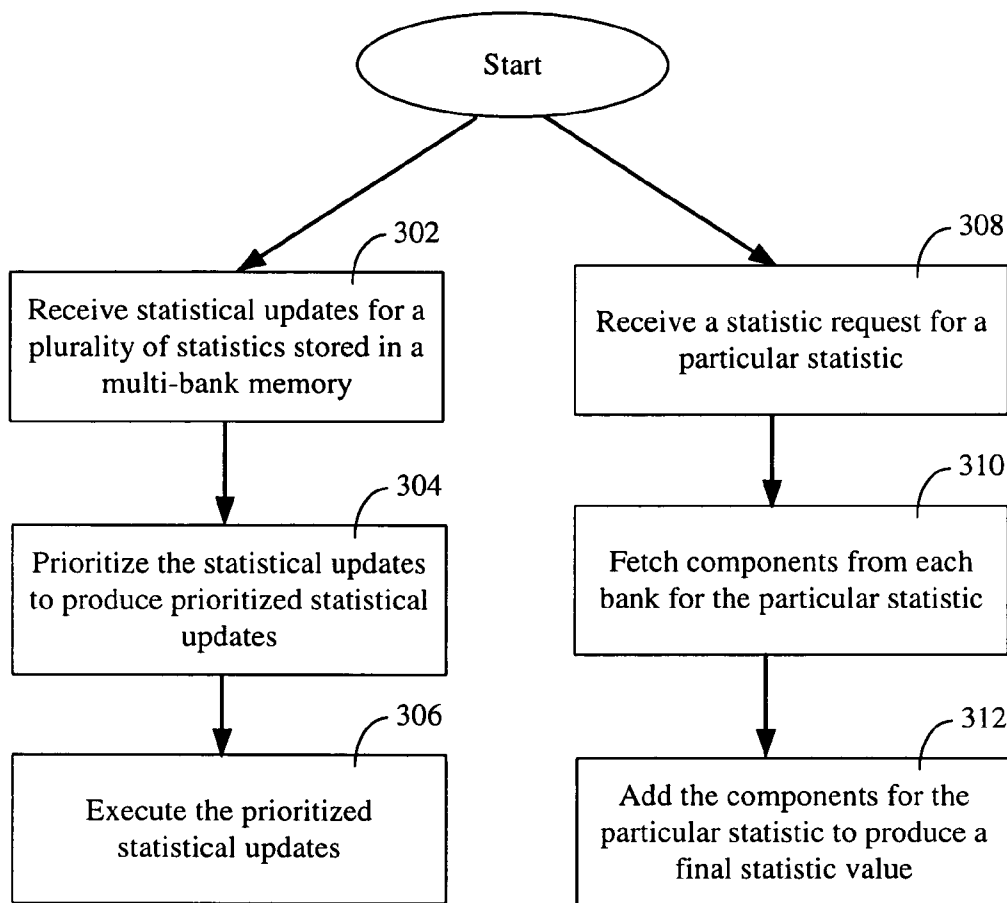 Start
302
Receive statistical updates for a
plurality of statistics stored in a
multi-bank memory
304
Prioritize the statistical updates
to produce prioritized statistical
updates
306
Execute the prioritized
statistical updates
308
Receive a statistic request for a
particular statistic
310
Fetch components from each
bank for the particular statistic
312
Add the components for the
particular statistic to produce a
final statistic value